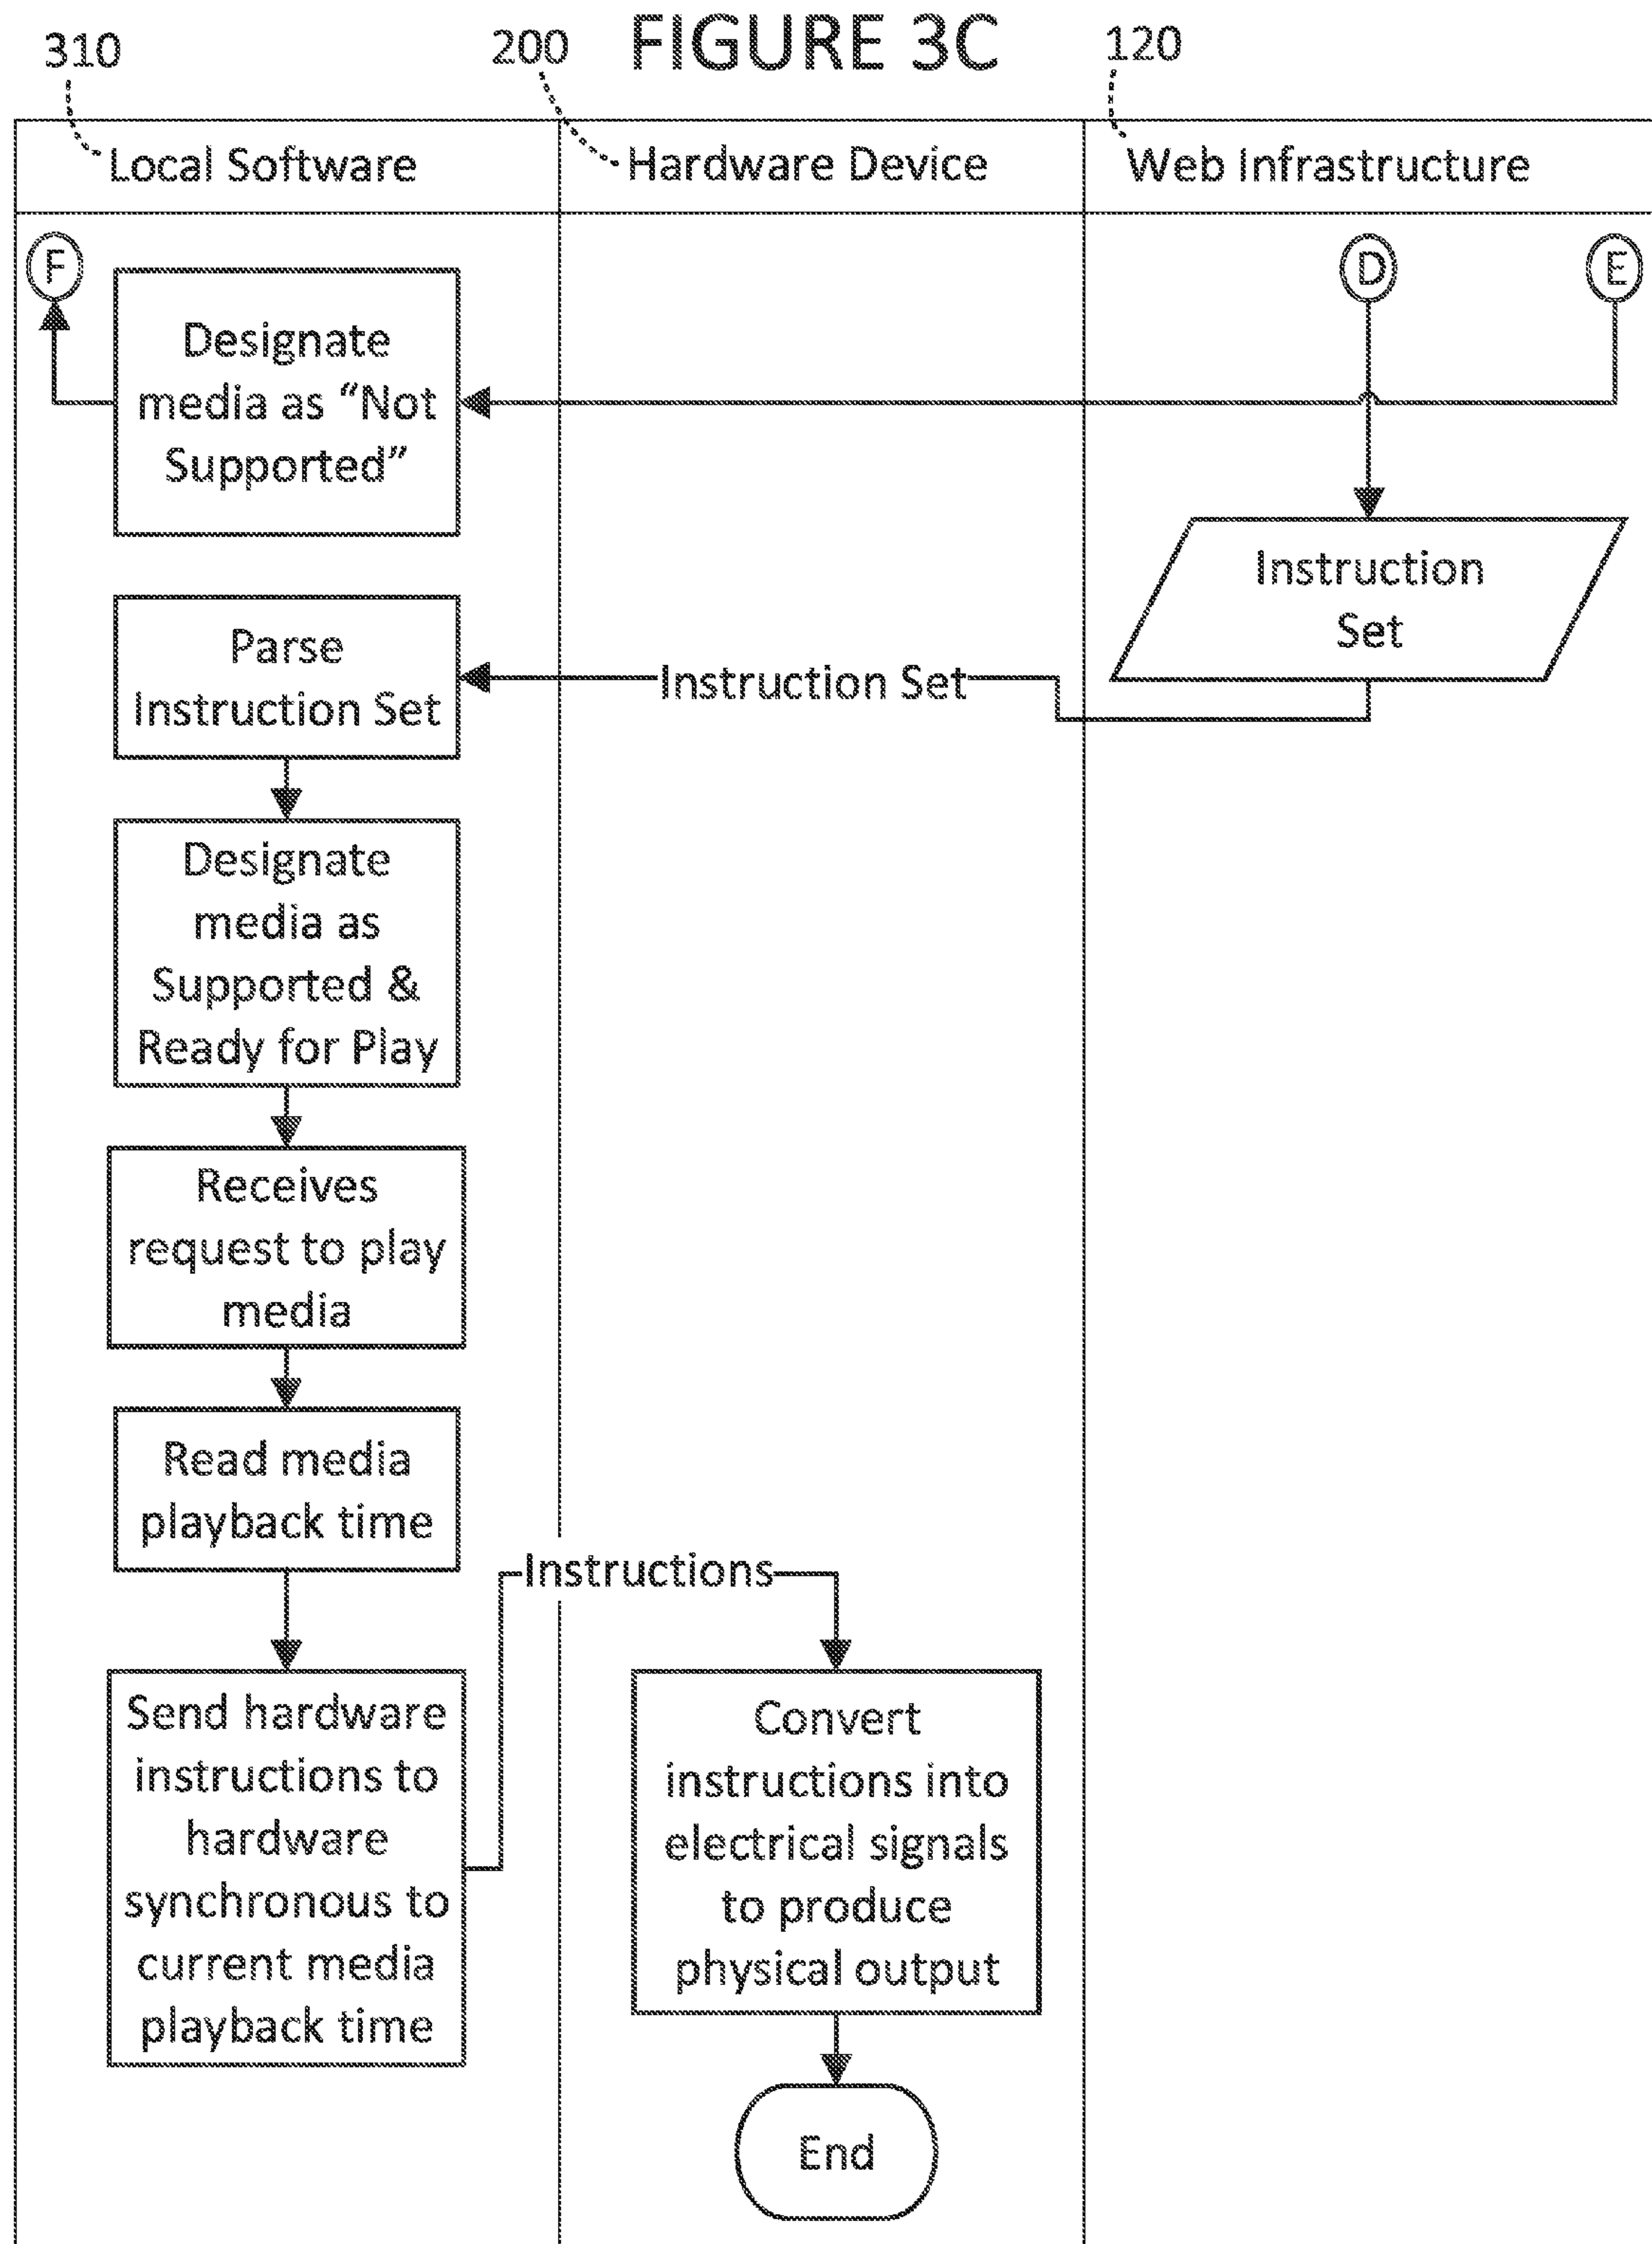 FIGURE 3C
310
200
120
Local Software
Hardware Device
Web Infrastructure
F
D
E
Designate
media as “Not
Supported”
Instruction
Set
Parse
Instruction Set
Instruction Set
Designate
media as
Supported &
Ready for Play
Receives
request to play
media
Read media
playback time
Instructions
Send hardware
instructions to
hardware
synchronous to
current media
playback time
Convert
instructions into
electrical signals
to produce
physical output
End